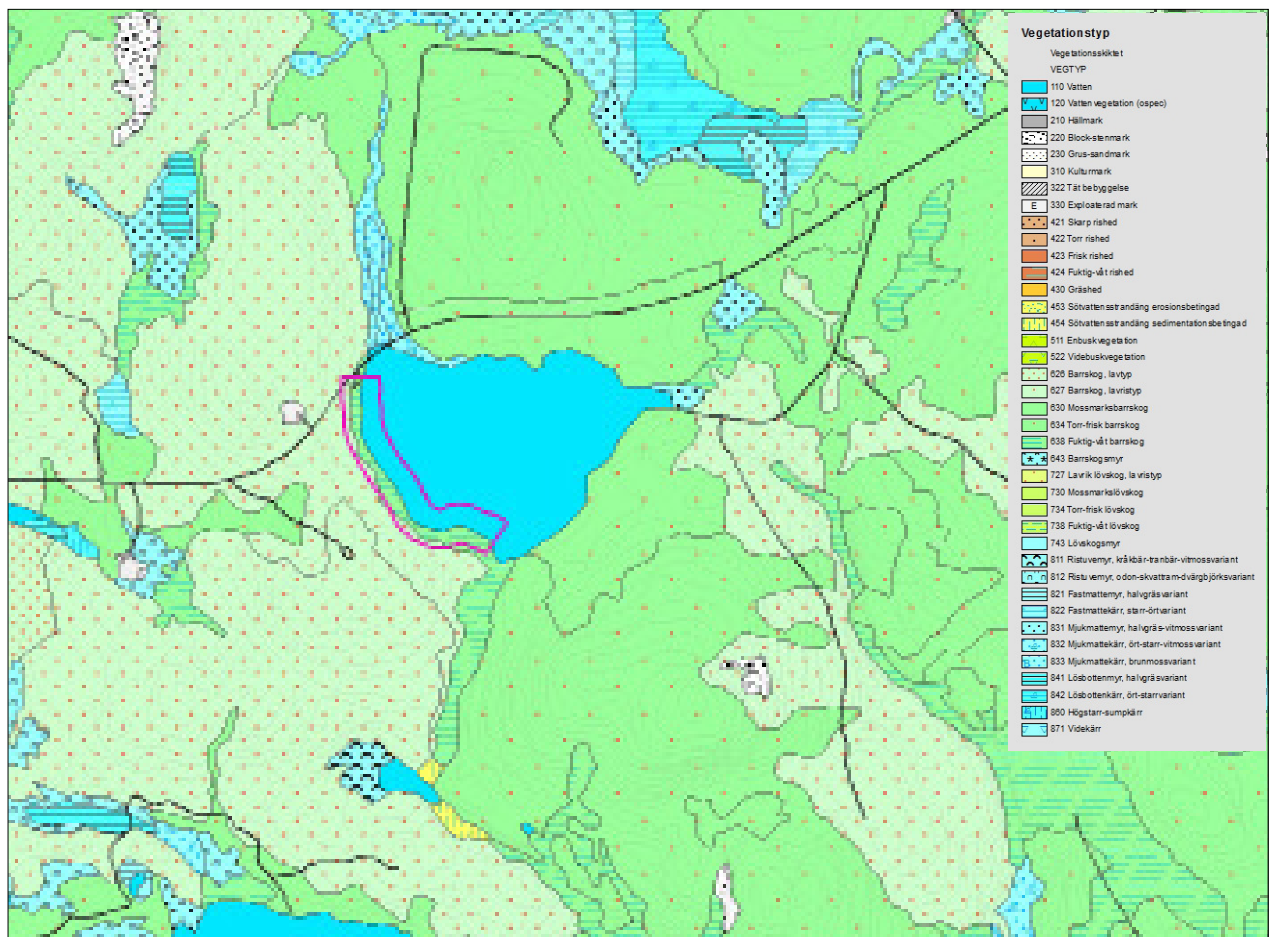 Vegetationstyp
Vegetationsskiktet
VEGTYP
110 Vatten
120 Vatten vegetation (ospec)
210 Hällmark
220 Block-stenmark
230 Grus-sandmark
310 Kulturmark
322 Tät bebyggelse
E 330 Exploaterad mark
421 Skarp rished
422 Torr rished
423 Frisk rished
424 Fuktig-våt rished
430 Gräshed
453 Sötvattensstrandäng erosionsbetingad
454 Sötvattensstrandäng sedimentationsbetingad
511 Enbuskvegetation
522 Videbuskvegetation
626 Barrskog, lavtyp
627 Barrskog, lavristyp
630 Mossmarksbarrskog
634 Torr-frisk barrskog
638 Fuktig-våt barrskog
643 Barrskogsmyr
727 Lavrik lövskog, lavristyp
730 Mossmarkslövskog
734 Torr-frisk lövskog
738 Fuktig-våt lövskog
743 Lövskogsmyr
811 Ristuvemyr, kråkbär-tranbär-vitmossvariant
812 Ristuvemyr, odon-skvattram-dvärgbjörksvariant
821 Fastmattemyr, halvgräsvariant
822 Fastmattekärr, starr-örtvariant
831 Mjukmattemyr, halvgräs-vitmossvariant
832 Mjukmattekärr, ört-starr-vitmossvariant
833 Mjukmattekärr, brunmossvariant
841 Lösbottenmyr, halvgräsvariant
842 Lösbottenkärr, ört-starrvariant
860 Högstarr-sumpkärr
871 Videkärr